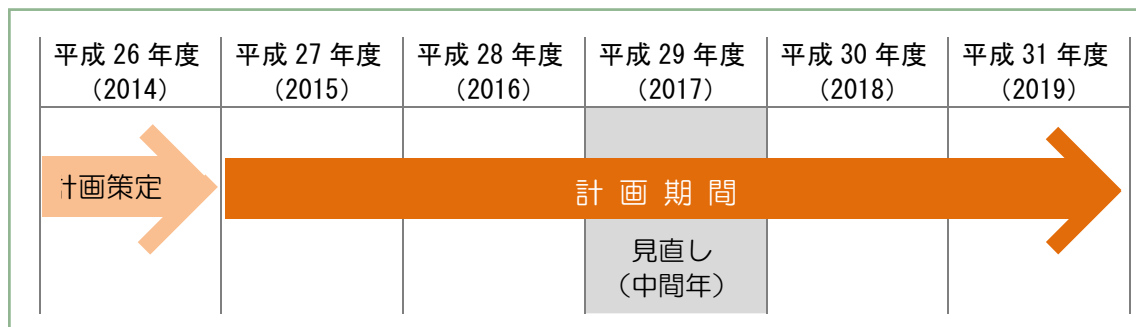 平成 26 年度 平成 27 年度 平成 28 年度 平成 29 年度 平成 30 年度 平成 31 年度
（2014） （2015） （2016） （2017） （2018） （2019）
計画策定 計 画 期 間
見直し
（中間年）